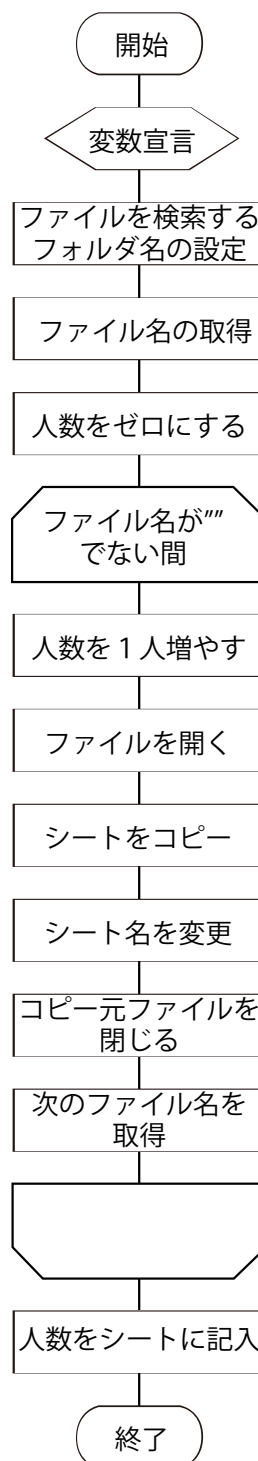 開始
変数宣言
ファイルを検索する
フォルダ名の設定
ファイル名の取得
人数をゼロにする
ファイル名が””
でない間
人数を１人増やす
ファイルを開く
シートをコピー
シート名を変更
コピー元ファイルを
閉じる
次のファイル名を
取得
人数をシートに記入
終了